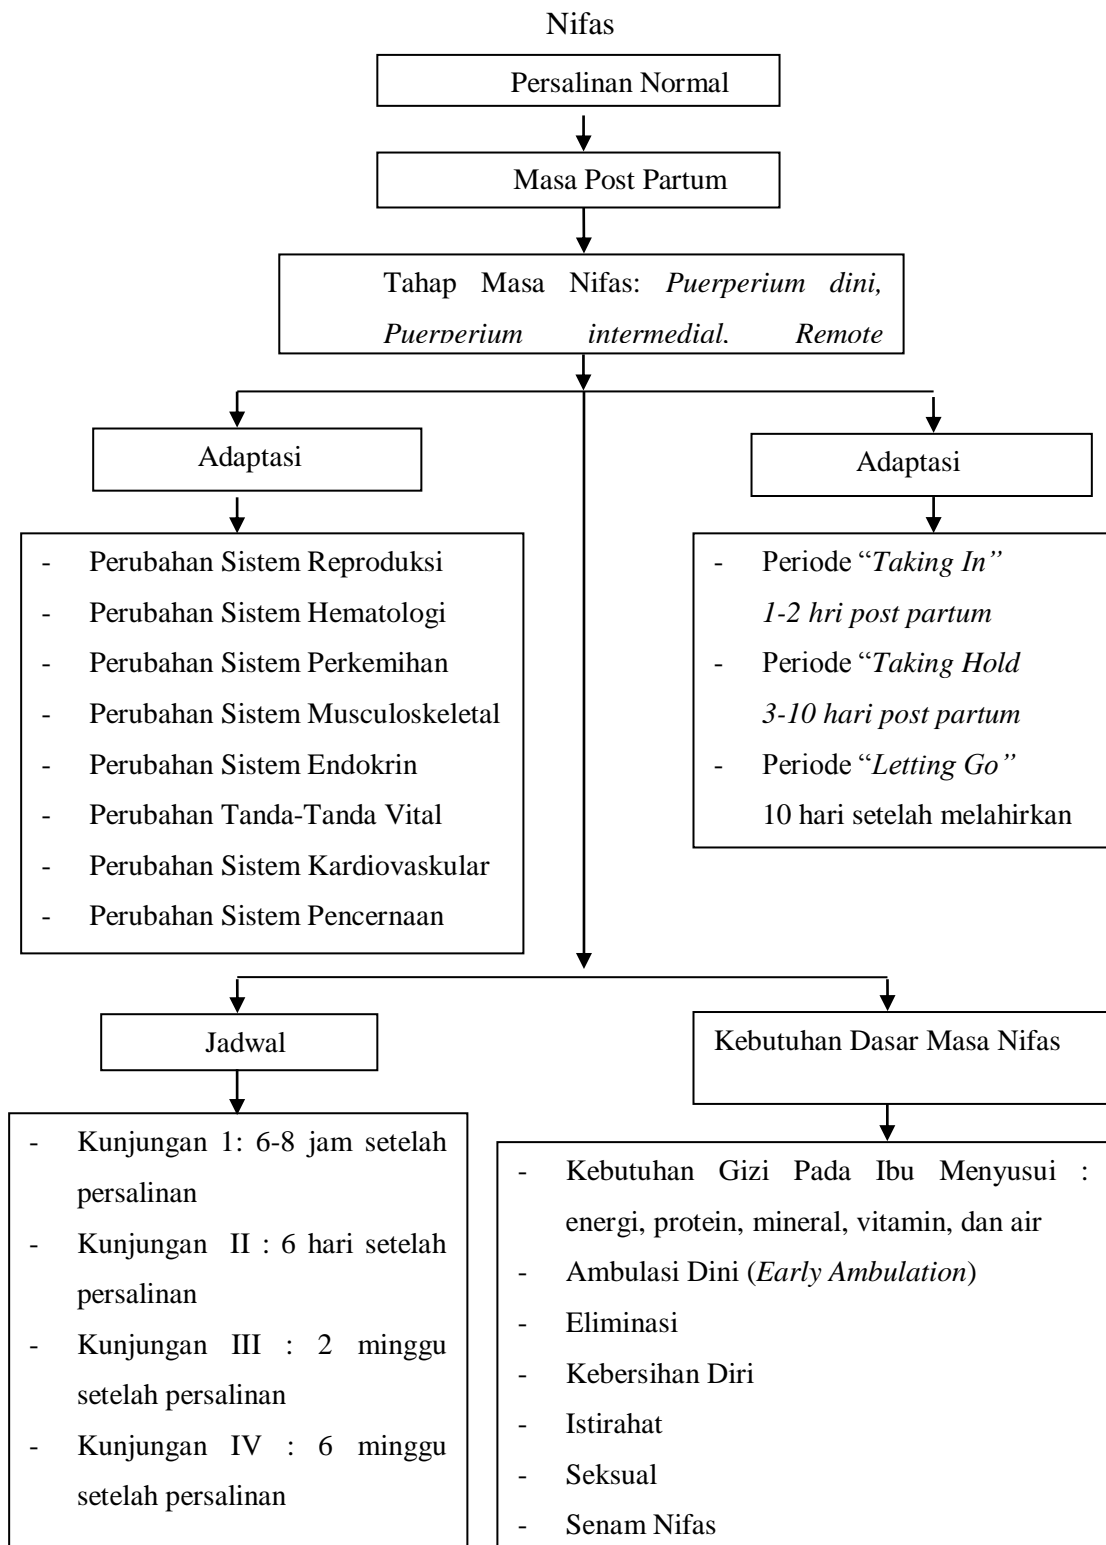 Nifas
Persalinan Normal
Masa Post Partum
Tahap Masa Nifas: Puerperium dini,
Puerperium intermedial. Remote
Adaptasi
Adaptasi
- Perubahan Sistem Reproduksi
- Perubahan Sistem Hematologi
- Perubahan Sistem Perkemihan
- Perubahan Sistem Musculoskeletal
- Perubahan Sistem Endokrin
- Perubahan Tanda-Tanda Vital
- Perubahan Sistem Kardiovaskular
- Perubahan Sistem Pencernaan
- Periode “Taking In”
1-2 hri post partum
- Periode “Taking Hold
3-10 hari post partum
- Periode “Letting Go”
10 hari setelah melahirkan
Jadwal
Kebutuhan Dasar Masa Nifas
- Kunjungan 1: 6-8 jam setelah
persalinan
- Kunjungan II : 6 hari setelah
persalinan
- Kunjungan III : 2 minggu
setelah persalinan
- Kunjungan IV : 6 minggu
setelah persalinan
- Kebutuhan Gizi Pada Ibu Menyusui :
energi, protein, mineral, vitamin, dan air
- Ambulasi Dini (Early Ambulation)
- Eliminasi
- Kebersihan Diri
- Istirahat
- Seksual
- Senam Nifas